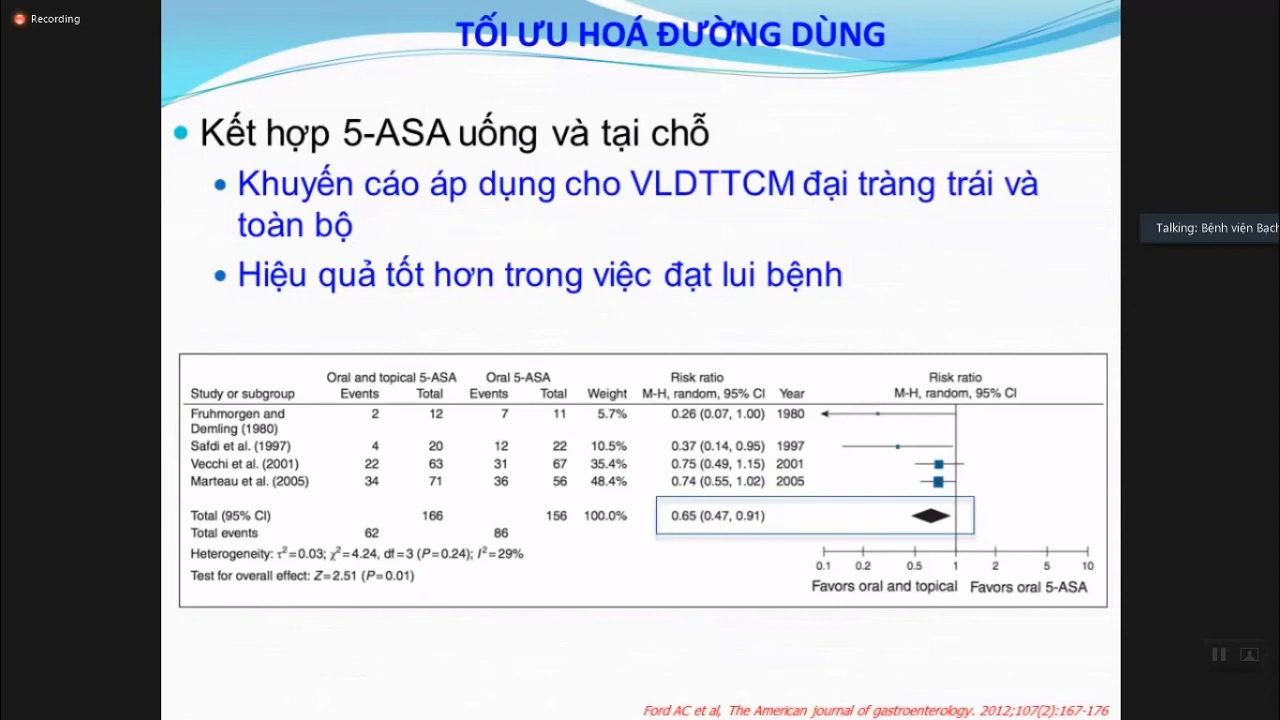 Recording
TỐI ƯU HOÁ ĐƯỜNG DÙNG
Kết hợp 5-ASA uống và tại chỗ
Khuyến cáo áp dụng cho VLDTTCM đại tràng trái và
toàn bộ
Talking: Bệnh viện Bạch
Hiệu quả tốt hơn trong việc đạt lui bệnh
Oral and topical 5-ASA Oral 5-ASA Risk ratio Risk ratio
Study or subgroup Events Total Events Total Weight M-H, random, 95% CI Year M-H, random, 95% CI
Fruhmorgen and 2 12 7 11 5.7% 0.26 (0.07, 1.00) 1980
Demling (1980)
Safdi et al. (1997) 4 20 12 22 10.5% 0.37 (0.14, 0.95) 1997
Vecchi et al. (2001) 22 63 31 67 35.4% 0.75 (0.49, 1.15) 2001
Marteau et al. (2005) 34 71 36 56 48.4% 0.74 (0.55, 1.02) 2005
Total (95% CI) 166 156 100.0% 0.65 (0.47, 0.91)
Total events 62 86
Heterogeneity: τ²=0.03; χ²=4.24, df=3 (P=0.24); I²=29%
Test for overall effect: Z=2.51 (P=0.01)
0.1 0.2 0.5 1 2 5 10
Favors oral and topical Favors oral 5-ASA
Ford AC et al, The American journal of gastroenterology. 2012;107(2):167-176